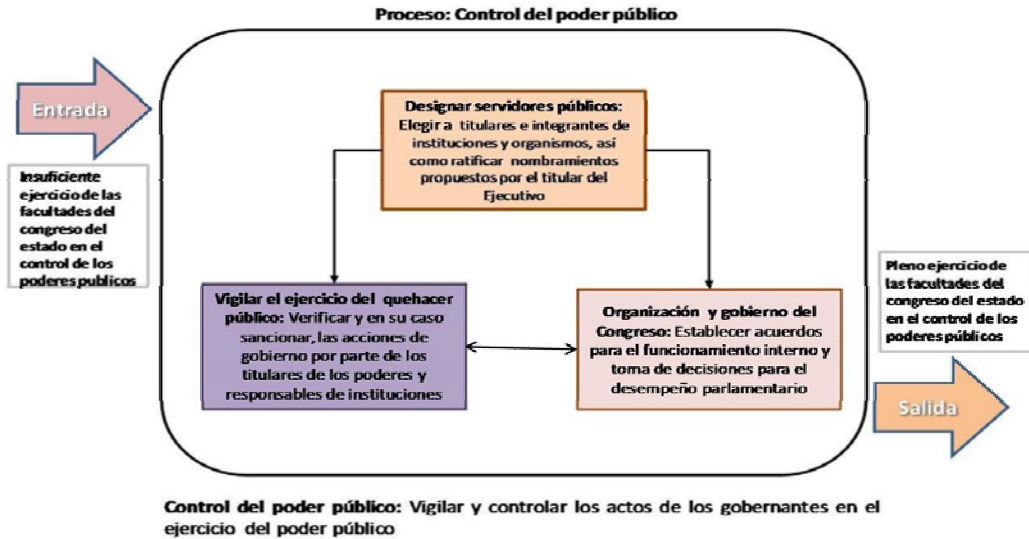 Proceso: Control del poder público
Entrada
Insuficiente
ejercicio de las
facultades del
congreso del
estado en el
control de los
poderes publicos
Designar servidores públicos:
Elegir a titulares e integrantes de
instituciones y organismos, así
como ratificar nombramientos
propuestos por el titular del
Ejecutivo
Vigilar el ejercicio del quehacer
público: Verificar y en su caso
sancionar, las acciones de
gobierno por parte de los
titulares de los poderes y
responsables de instituciones
Organización y gobierno del
Congreso: Establecer acuerdos
para el funcionamiento interno y
toma de decisiones para el
desempeño parlamentario
Pleno ejercicio de
las facultades del
congreso del estado
en el control de los
poderes públicos
Salida
Control del poder público: Vigilar y controlar los actos de los gobernantes en el
ejercicio del poder público